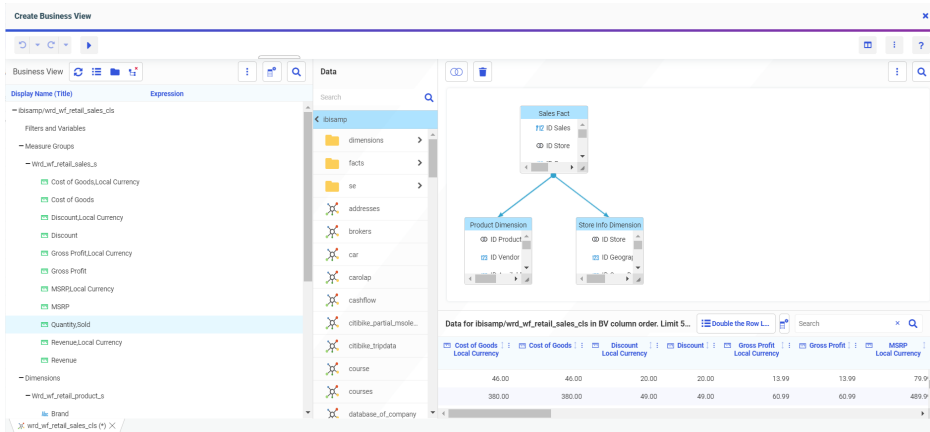 Create Business View
Business View
Display Name (Title) Expression
ibisamp/wrd_wf_retail_sales_cls
Filters and Variables
Measure Groups
Wrd_wf_retail_sales_s
Cost of Goods,Local Currency
Cost of Goods
Discount,Local Currency
Discount
Gross Profit,Local Currency
Gross Profit
MSRP,Local Currency
MSRP
Quantity,Sold
Revenue,Local Currency
Revenue
Dimensions
Wrd_wf_retail_product_s
Brand
wrd_wf_retail_sales_cls (*)
Data
Search
ibisamp
dimensions
facts
se
addresses
brokers
car
carolap
cashflow
citibike_partial_msole...
citibike_tripdata
course
courses
database_of_company
Sales Fact
ID Sales
ID Store
Product Dimension
ID Product
ID Vendor
Store Info Dimension
ID Store
ID Geograp
Data for ibisamp/wrd_wf_retail_sales_cls in BV column order. Limit 5...
Double the Row L...
Search
Cost of Goods Local Currency
Cost of Goods
Discount Local Currency
Discount
Gross Profit Local Currency
Gross Profit
MSRP Local Currency
46.00 46.00 20.00 20.00 13.99 13.99 79.99
380.00 380.00 49.00 49.00 60.99 60.99 489.99